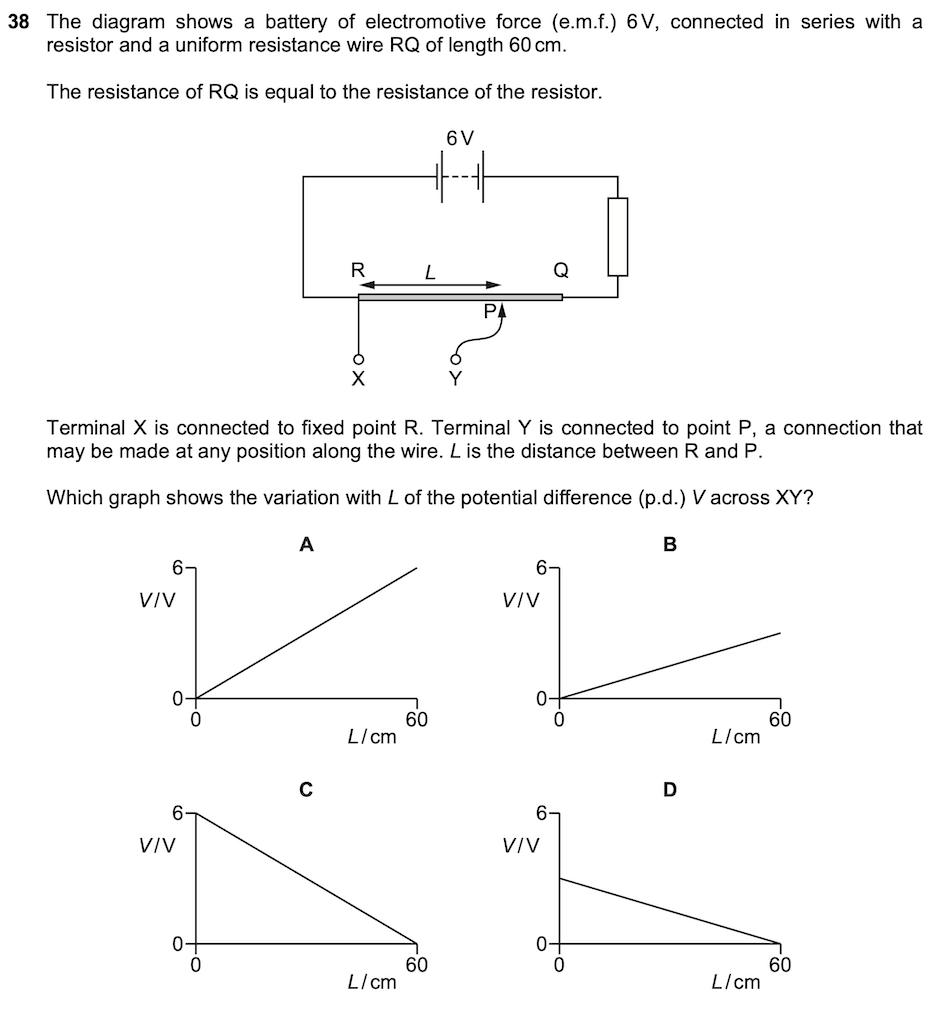 38 The diagram shows a battery of electromotive force (e.m.f.) 6 V, connected in series with a
resistor and a uniform resistance wire RQ of length 60 cm.
The resistance of RQ is equal to the resistance of the resistor.
6 V
R L Q
P
X Y
Terminal X is connected to fixed point R. Terminal Y is connected to point P, a connection that
may be made at any position along the wire. L is the distance between R and P.
Which graph shows the variation with L of the potential difference (p.d.) V across XY?
A B
6 6
V/V V/V
0 0
0 60 0 60
L/cm L/cm
C D
6 6
V/V V/V
0 0
0 60 0 60
L/cm L/cm